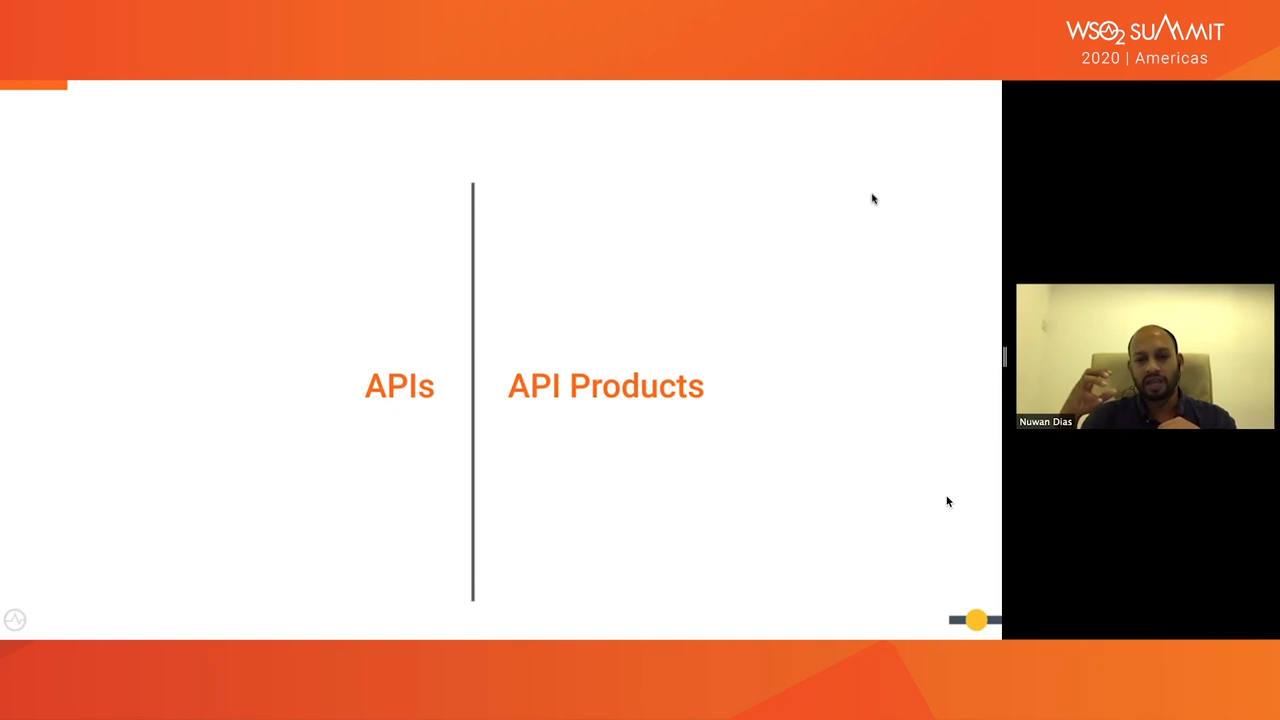 WSO2 SUMMIT
2020 | Americas
APIs
API Products
Nuwan Dias